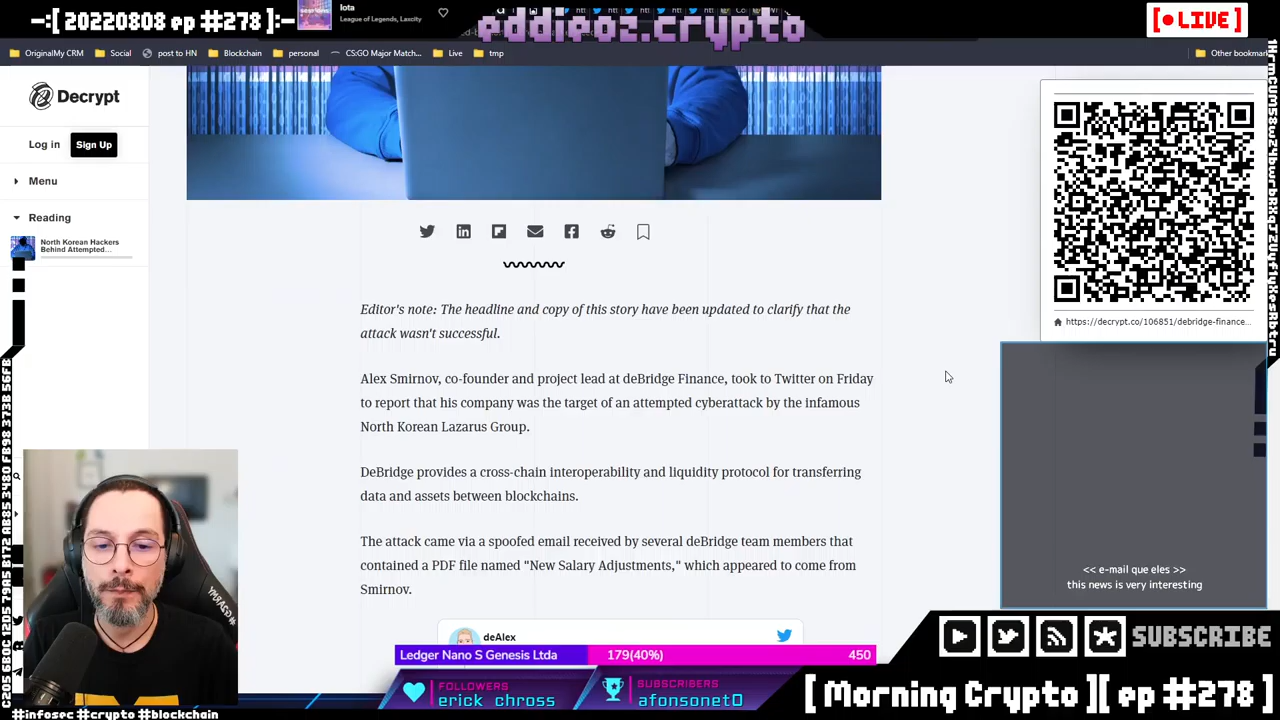 -:[ 20220808 ep #278 ]:-
Iota
League of Legends, Laxcity
eddieoz.crypto
[● LIVE ]
OriginalMy CRM
Social
post to HN
Blockchain
personal
CS:GO Major Match...
Live
tmp
Other bookmar
Decrypt
Log in
Sign Up
Menu
Reading
North Korean Hackers
Behind Attempted...
Editor's note: The headline and copy of this story have been updated to clarify that the
attack wasn't successful.
Alex Smirnov, co-founder and project lead at deBridge Finance, took to Twitter on Friday
to report that his company was the target of an attempted cyberattack by the infamous
North Korean Lazarus Group.
DeBridge provides a cross-chain interoperability and liquidity protocol for transferring
data and assets between blockchains.
The attack came via a spoofed email received by several deBridge team members that
contained a PDF file named "New Salary Adjustments," which appeared to come from
Smirnov.
deAlex
https://decrypt.co/106851/debridge-finance...
<< e-mail que eles >>
this news is very interesting
Ledger Nano S Genesis Ltda
179(40%)
450
FOLLOWERS
erick chross
SUBSCRIBERS
afonsonet0
SUBSCRIBE
[ Morning Crypto ][ ep #278 ]
#infosec #crypto #blockchain